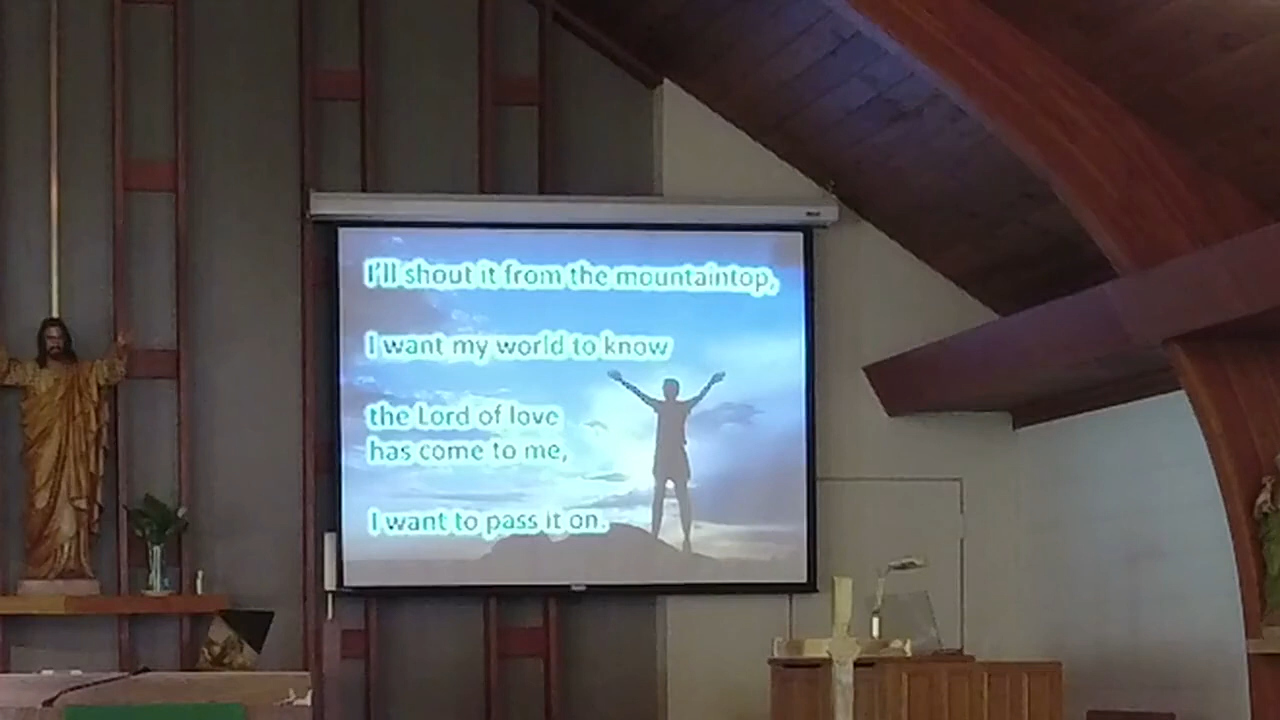 I'll shout it from the mountaintop,
I want my world to know
the Lord of love
has come to me,
I want to pass it on.